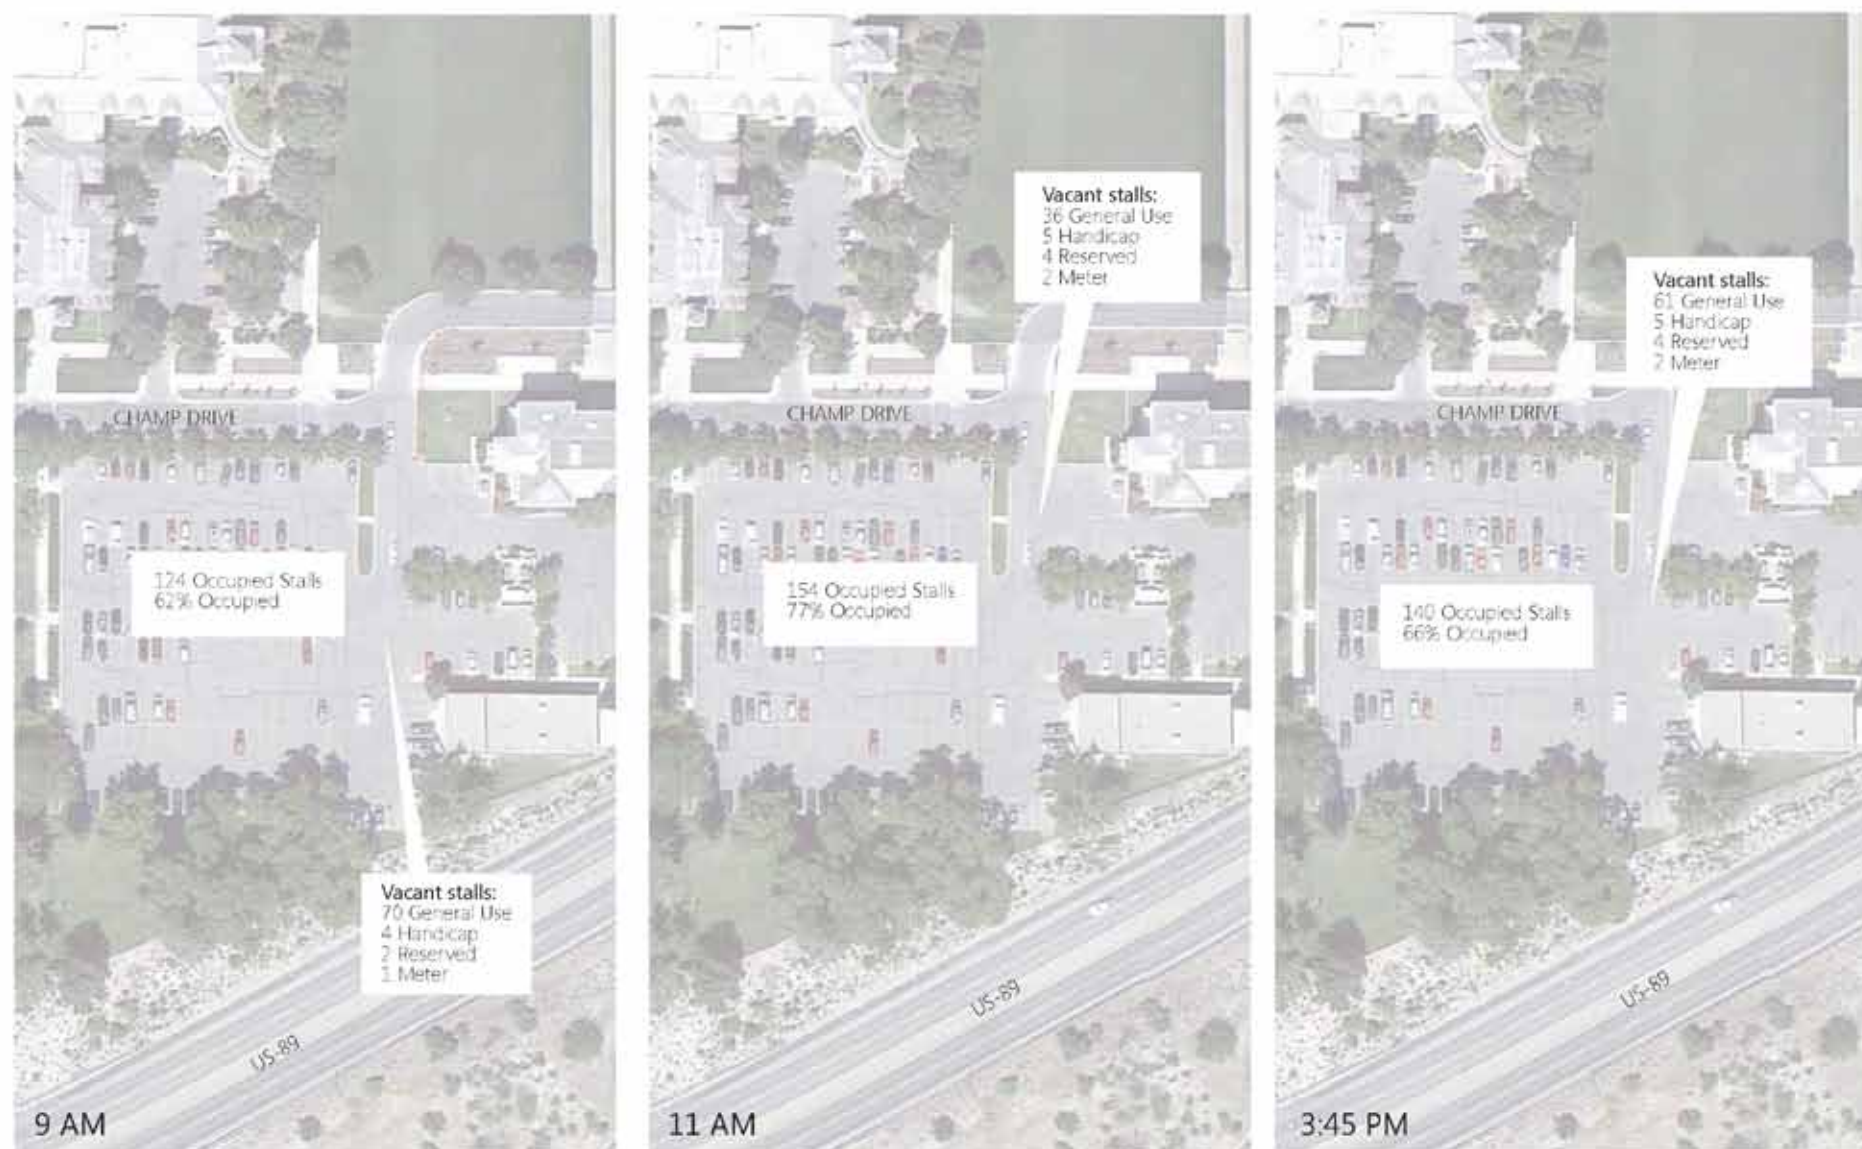 CHAMP DRIVE
124 Occupied Stalls
62% Occupied
Vacant stalls:
70 General Use
4 Handicap
2 Reserved
1 Meter
US-89
9 AM
Vacant stalls:
36 General Use
5 Handicap
4 Reserved
2 Meter
CHAMP DRIVE
154 Occupied Stalls
77% Occupied
US-89
11 AM
Vacant stalls:
61 General Use
5 Handicap
4 Reserved
2 Meter
CHAMP DRIVE
140 Occupied Stalls
66% Occupied
US-89
3:45 PM